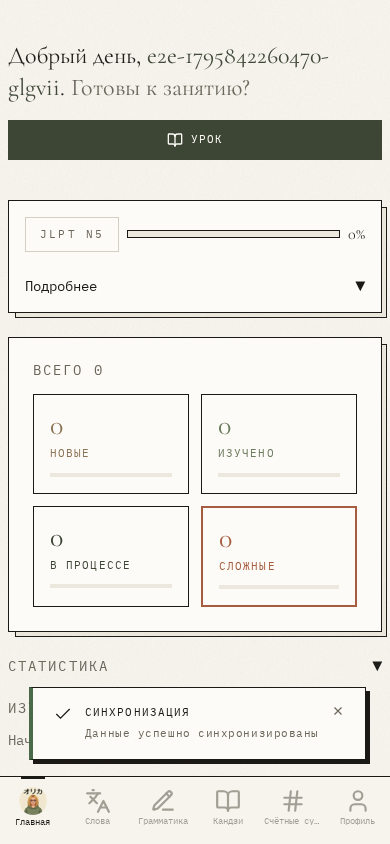 Добрый день, e2e-1795842260470-
glgvii. Готовы к занятию?
УРОК
JLPT N5
0%
Подробнее
ВСЕГО 0
0
НОВЫЕ
0
ИЗУЧЕНО
0
В ПРОЦЕССЕ
0
СЛОЖНЫЕ
СТАТИСТИКА
СИНХРОНИЗАЦИЯ
Данные успешно синхронизированы
オリカ
Главная
Слова
Грамматика
Кандзи
Счётные су…
Профиль